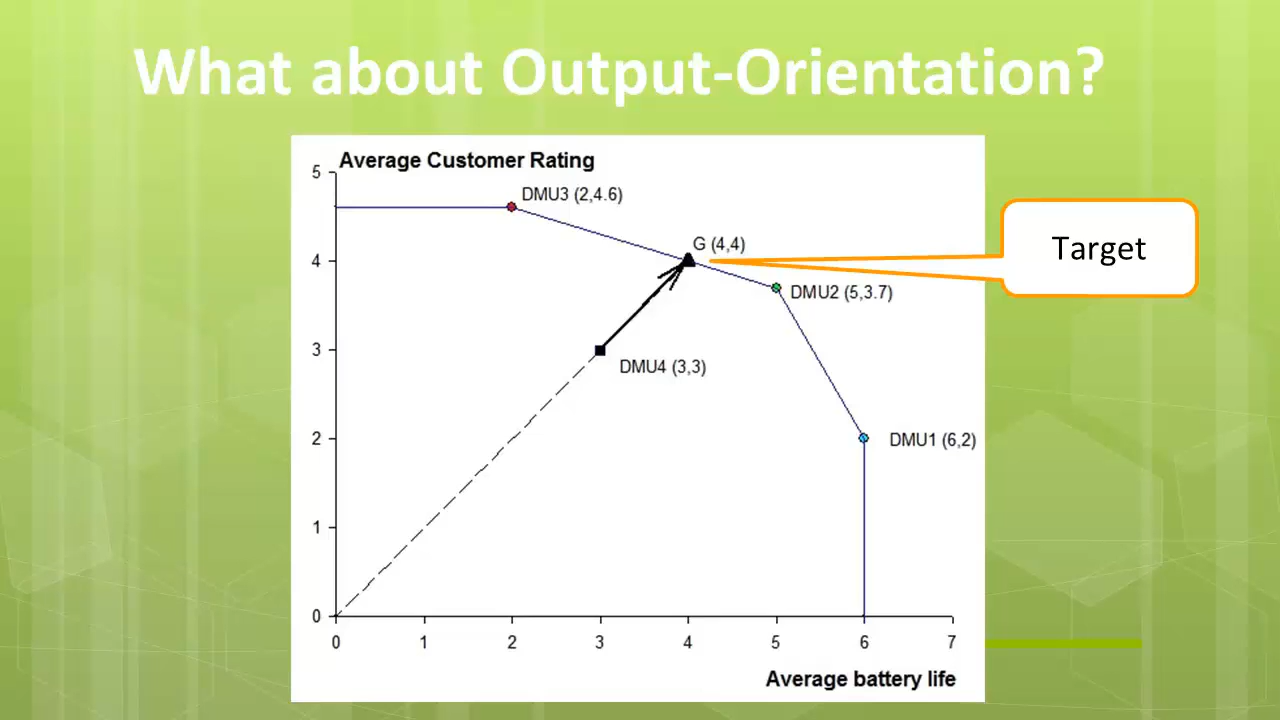 What about Output-Orientation?
Average Customer Rating
5
DMU3 (2,4.6)
G (4,4)
Target
4
DMU2 (5,3.7)
3
DMU4 (3,3)
2
DMU1 (6,2)
1
0
0 1 2 3 4 5 6 7
Average battery life